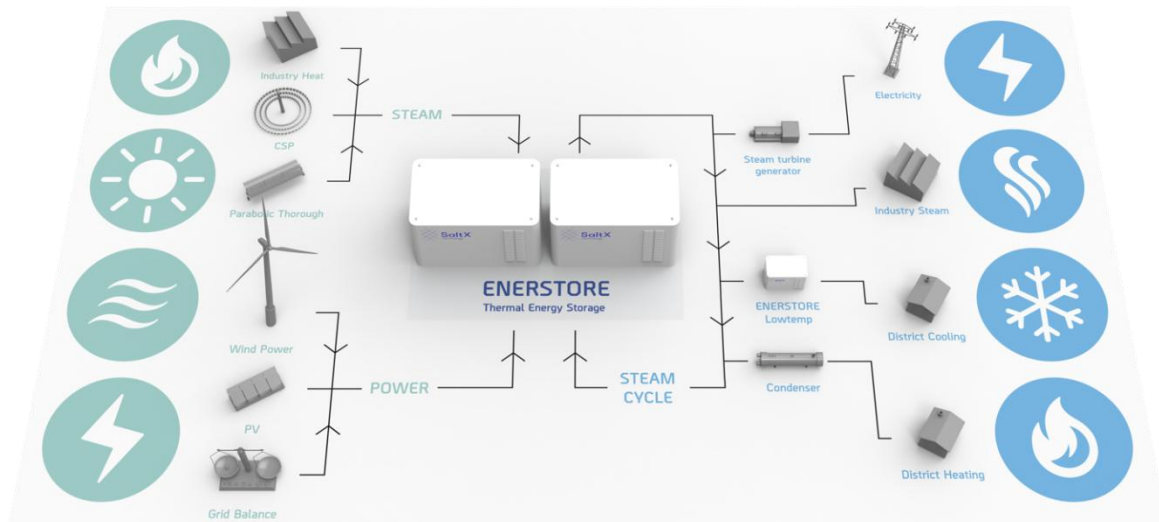 Industry Heat
CSP
Parabolic Thorough
Wind Power
PV
Grid Balance
STEAM
POWER
SaltX
SaltX
ENERSTORE
Thermal Energy Storage
STEAM
CYCLE
Steam turbine
generator
ENERSTORE
Lowtemp
Condenser
Electricity
Industry Steam
District Cooling
District Heating